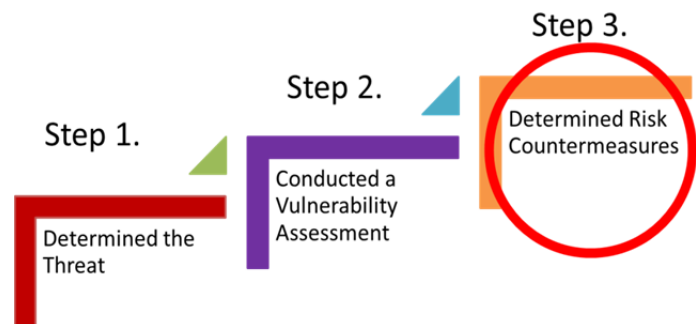 Step 1.
Determined the
Threat
Step 2.
Conducted a
Vulnerability
Assessment
Step 3.
Determined Risk
Countermeasures